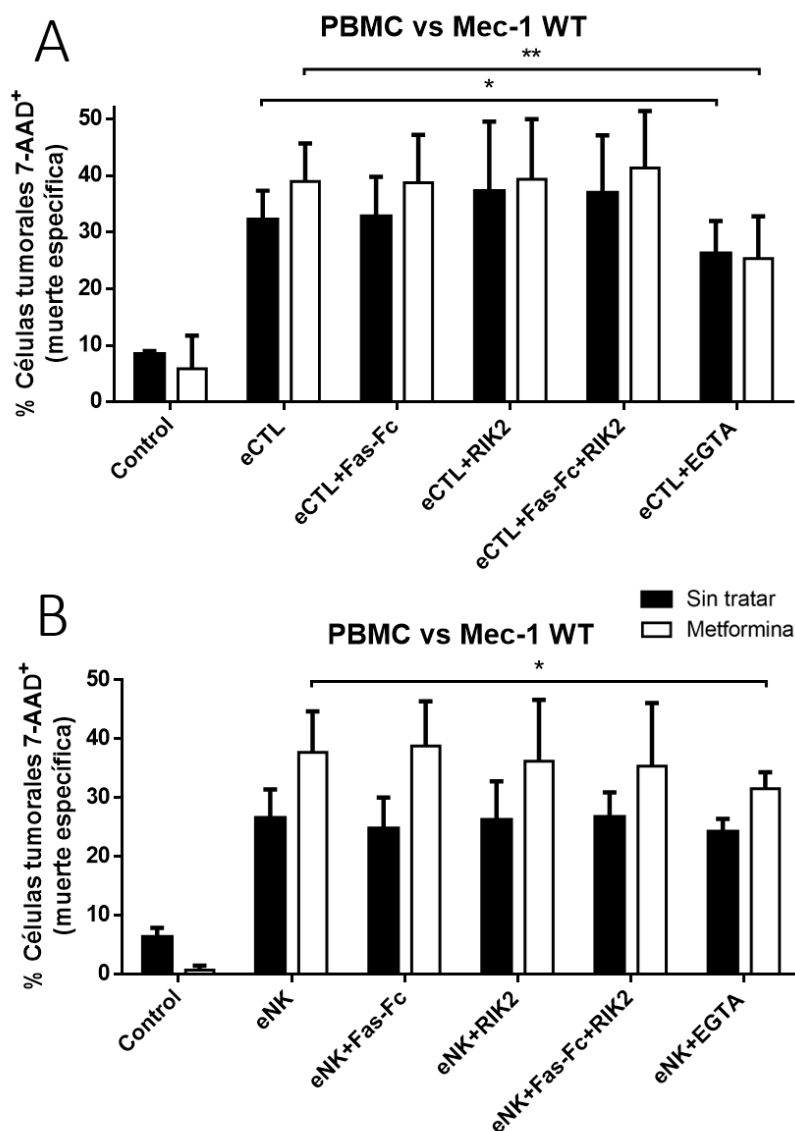 A
PBMC vs Mec-1 WT
**
*
% Células tumorales 7-AAD+
(muerte específica)
50
40
30
20
10
0
Control
eCTL
eCTL+Fas-Fc
eCTL+RIK2
eCTL+Fas-Fc+RIK2
eCTL+EGTA
Sin tratar
Metformina
B
PBMC vs Mec-1 WT
*
% Células tumorales 7-AAD+
(muerte específica)
50
40
30
20
10
0
Control
eNK
eNK+Fas-Fc
eNK+RIK2
eNK+Fas-Fc+RIK2
eNK+EGTA